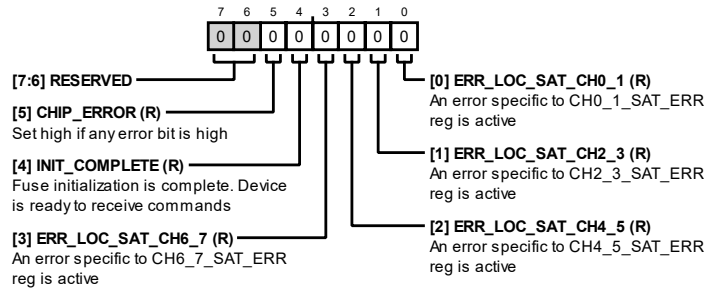 7 6 5 4 3 2 1 0
0 0 0 0 0 0 0 0
[7:6] RESERVED
[5] CHIP_ERROR (R)
Set high if any error bit is high
[4] INIT_COMPLETE (R)
Fuse initialization is complete. Device
is ready to receive commands
[3] ERR_LOC_SAT_CH6_7 (R)
An error specific to CH6_7_SAT_ERR
reg is active
[0] ERR_LOC_SAT_CH0_1 (R)
An error specific to CH0_1_SAT_ERR
reg is active
[1] ERR_LOC_SAT_CH2_3 (R)
An error specific to CH2_3_SAT_ERR
reg is active
[2] ERR_LOC_SAT_CH4_5 (R)
An error specific to CH4_5_SAT_ERR
reg is active